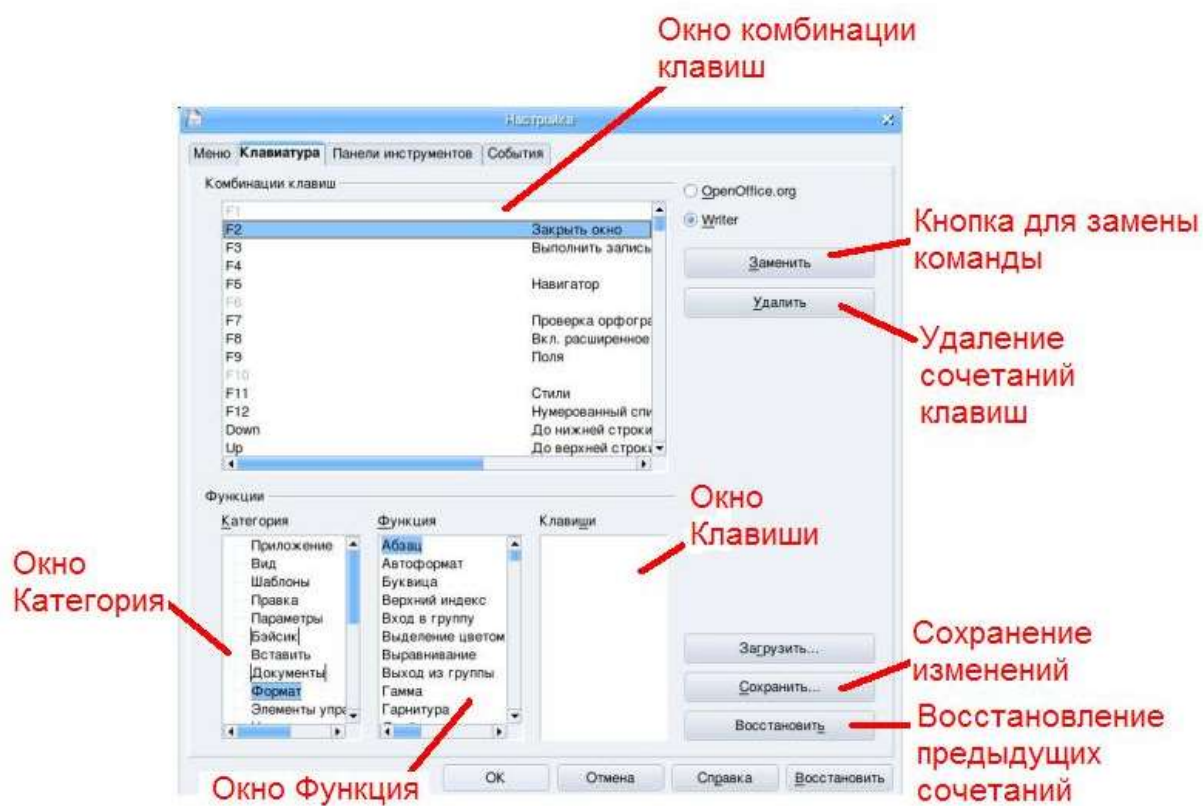 Окно комбинации
клавиш
Настройка
Меню Клавиатура Панели инструментов События
Комбинации клавиш
F1
F2 Закрыть окно
F3 Выполнить запись
F4
F5 Навигатор
F6
F7 Проверка орфогра
F8 Вкл. расширенное
F9 Поля
F10
F11 Стили
F12 Нумерованный спи
Down До нижней строки
Up До верхней строки
OpenOffice.org
Writer
Заменить
Удалить
Кнопка для замены
команды
Удаление
сочетаний
клавиш
Функции
Категория
Приложение
Вид
Шаблоны
Правка
Параметры
Бэйсик
Вставить
Документы
Формат
Элементы упра
Функция
Абзац
Автоформат
Буквица
Верхний индекс
Вход в группу
Выделение цветом
Выравнивание
Выход из группы
Гамма
Гарнитура
Клавиши
Окно
Клавиши
Окно
Категория
Загрузить...
Сохранить...
Восстановить
Сохранение
изменений
Восстановление
предыдущих
сочетаний
Окно Функция
OK Отмена Справка Восстановить